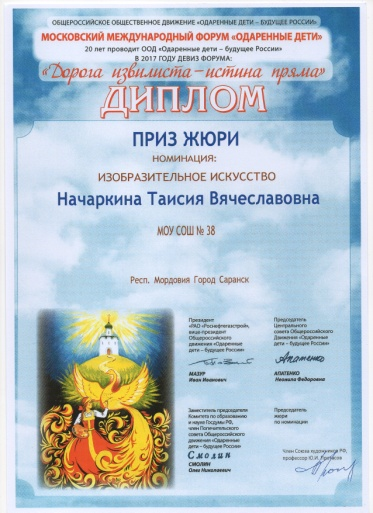 ОБЩЕРОССИЙСКОЕ ОБЩЕСТВЕННОЕ ДВИЖЕНИЕ «ОДАРЕННЫЕ ДЕТИ – БУДУЩЕЕ РОССИИ»
МОСКОВСКИЙ МЕЖДУНАРОДНЫЙ ФОРУМ «ОДАРЕННЫЕ ДЕТИ»
20 лет проводит ООД «Одаренные дети – будущее России»
В 2017 ГОДУ ДЕВИЗ ФОРУМА:
«Дорога извилиста–истина пряма»
ДИПЛОМ
ПРИЗ ЖЮРИ
НОМИНАЦИЯ:
ИЗОБРАЗИТЕЛЬНОЕ ИСКУССТВО
Начаркина Таисия Вячеславовна
МОУ СОШ № 38
Респ. Мордовия Город Саранск
Президент
«РАО «Роснефтегазстрой»,
вице-президент
Общероссийского
движения «Одаренные
дети – будущее России»
МАЗУР
Иван Иванович
Председатель
Центрального
совета Общероссийского
Движения «Одаренные
дети – будущее России»
Апатенко
АПАТЕНКО
Неонила Федоровна
Заместитель председателя
Комитета по образованию
и науке Госдумы РФ,
член Попечительского
совета Общероссийского
движения «Одаренные
дети – будущее России»
Смолин
СМОЛИН
Олег Николаевич
Председатель
жюри
по номинации
Член Союза художников РФ,
профессор Ю.И.